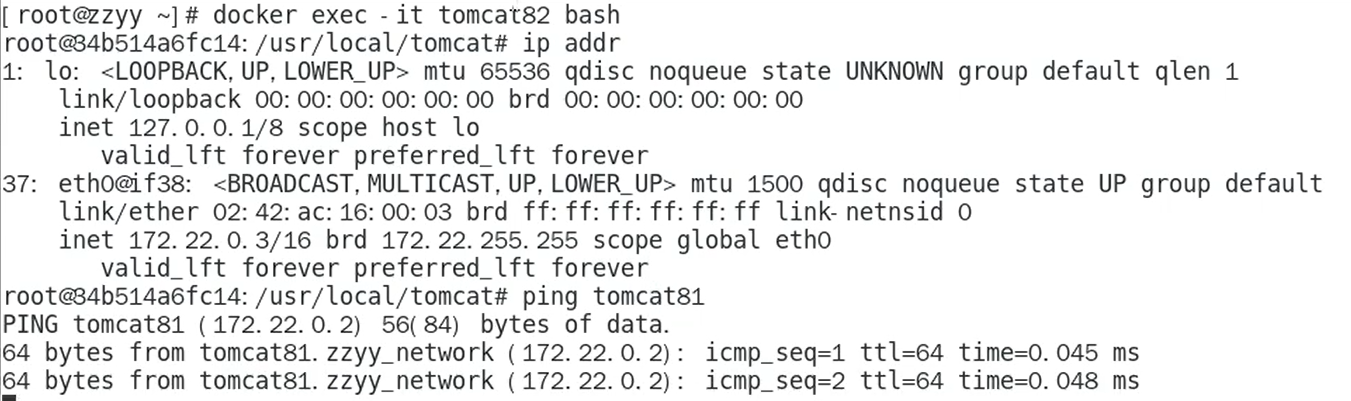 [root@zzyy ~]# docker exec -it tomcat82 bash
root@34b514a6fc14:/usr/local/tomcat# ip addr
1: lo: <LOOPBACK,UP,LOWER_UP> mtu 65536 qdisc noqueue state UNKNOWN group default qlen 1
    link/loopback 00:00:00:00:00:00 brd 00:00:00:00:00:00
    inet 127.0.0.1/8 scope host lo
       valid_lft forever preferred_lft forever
37: eth0@if38: <BROADCAST,MULTICAST,UP,LOWER_UP> mtu 1500 qdisc noqueue state UP group default
    link/ether 02:42:ac:16:00:03 brd ff:ff:ff:ff:ff:ff link-netnsid 0
    inet 172.22.0.3/16 brd 172.22.255.255 scope global eth0
       valid_lft forever preferred_lft forever
root@34b514a6fc14:/usr/local/tomcat# ping tomcat81
PING tomcat81 (172.22.0.2) 56(84) bytes of data.
64 bytes from tomcat81.zzyy_network (172.22.0.2): icmp_seq=1 ttl=64 time=0.045 ms
64 bytes from tomcat81.zzyy_network (172.22.0.2): icmp_seq=2 ttl=64 time=0.048 ms